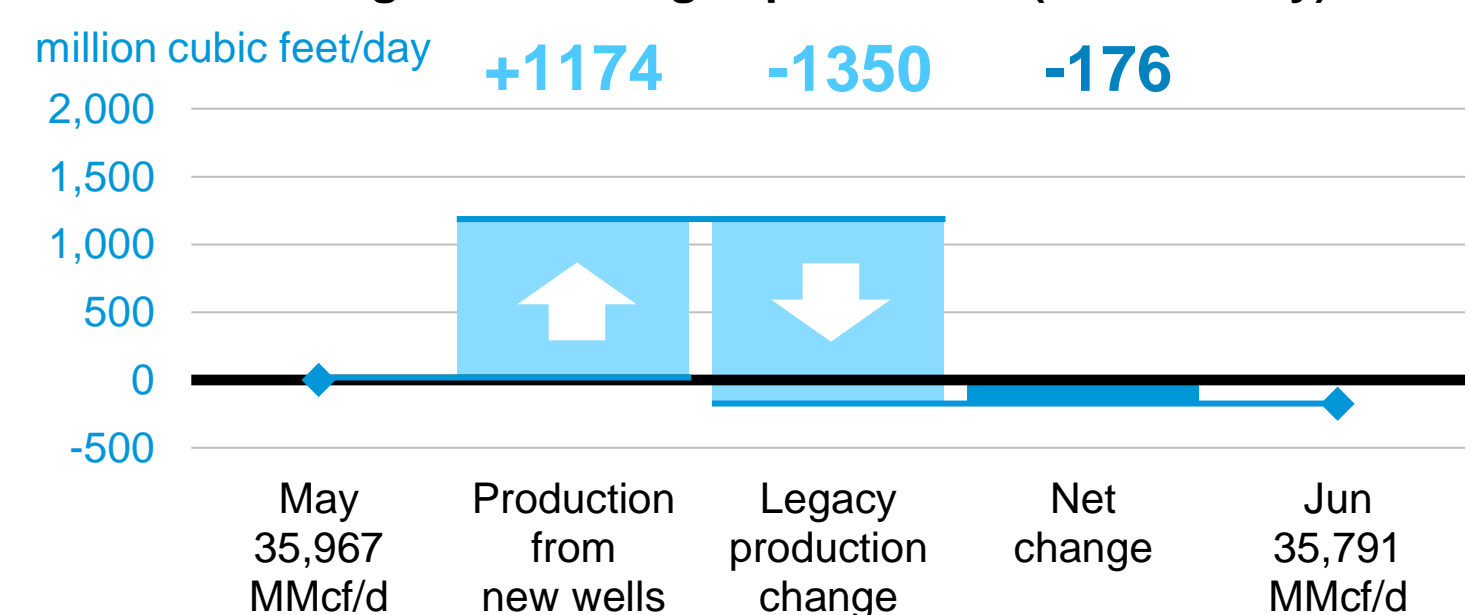 million cubic feet/day
+1174 -1350 -176
2,000
1,500
1,000
500
0
-500
May
35,967
MMcf/d
Production
from
new wells
Legacy
production
change
Net
change
Jun
35,791
MMcf/d